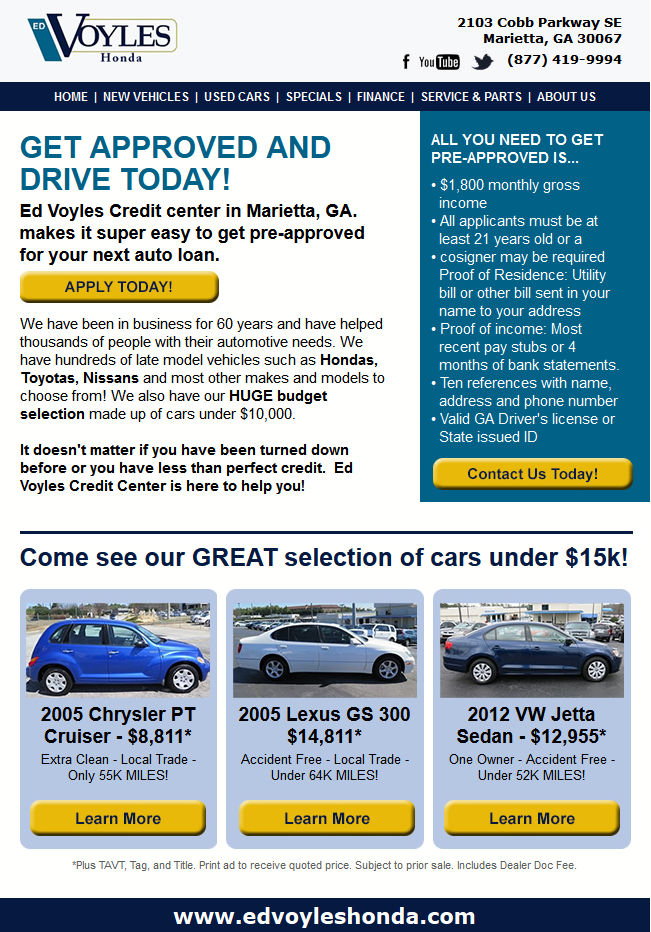 ED VOYLES
Honda
2103 Cobb Parkway SE
Marietta, GA 30067
f YouTube (877) 419-9994
HOME | NEW VEHICLES | USED CARS | SPECIALS | FINANCE | SERVICE & PARTS | ABOUT US
GET APPROVED AND
DRIVE TODAY!
Ed Voyles Credit center in Marietta, GA.
makes it super easy to get pre-approved
for your next auto loan.
APPLY TODAY!
We have been in business for 60 years and have helped
thousands of people with their automotive needs. We
have hundreds of late model vehicles such as Hondas,
Toyotas, Nissans and most other makes and models to
choose from! We also have our HUGE budget
selection made up of cars under $10,000.
It doesn't matter if you have been turned down
before or you have less than perfect credit.  Ed
Voyles Credit Center is here to help you!
ALL YOU NEED TO GET
PRE-APPROVED IS...
• $1,800 monthly gross
income
• All applicants must be at
least 21 years old or a
• cosigner may be required
Proof of Residence: Utility
bill or other bill sent in your
name to your address
• Proof of income: Most
recent pay stubs or 4
months of bank statements.
• Ten references with name,
address and phone number
• Valid GA Driver's license or
State issued ID
Contact Us Today!
Come see our GREAT selection of cars under $15k!
2005 Chrysler PT
Cruiser - $8,811*
Extra Clean - Local Trade -
Only 55K MILES!
Learn More
2005 Lexus GS 300
$14,811*
Accident Free - Local Trade -
Under 64K MILES!
Learn More
2012 VW Jetta
Sedan - $12,955*
One Owner - Accident Free -
Under 52K MILES!
Learn More
*Plus TAVT, Tag, and Title. Print ad to receive quoted price. Subject to prior sale. Includes Dealer Doc Fee.
www.edvoyleshonda.com